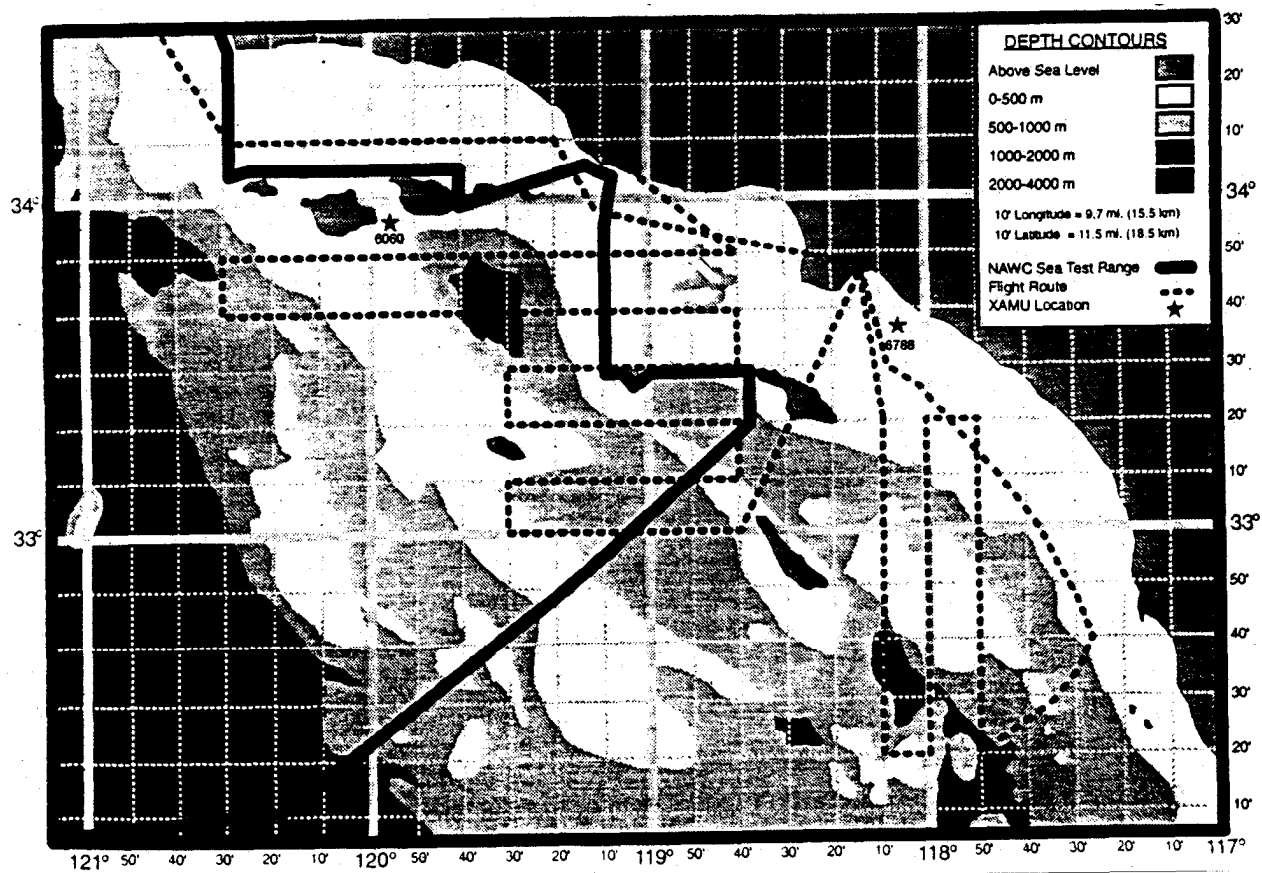 DEPTH CONTOURS
Above Sea Level
0-500 m
500-1000 m
1000-2000 m
2000-4000 m
10' Longitude = 9.7 mi. (15.5 km)
10' Latitude = 11.5 mi. (18.5 km)
NAWC Sea Test Range
Flight Route
XAMU Location
30'
20'
10'
34°
50'
40'
30'
20'
10'
33°
50'
40'
30'
20'
10'
34°
33°
6060
6788
121° 50' 40' 30' 20' 10' 120° 50' 40' 30' 20' 10' 119° 50' 40' 30' 20' 10' 118° 50' 40' 30' 20' 10' 117°